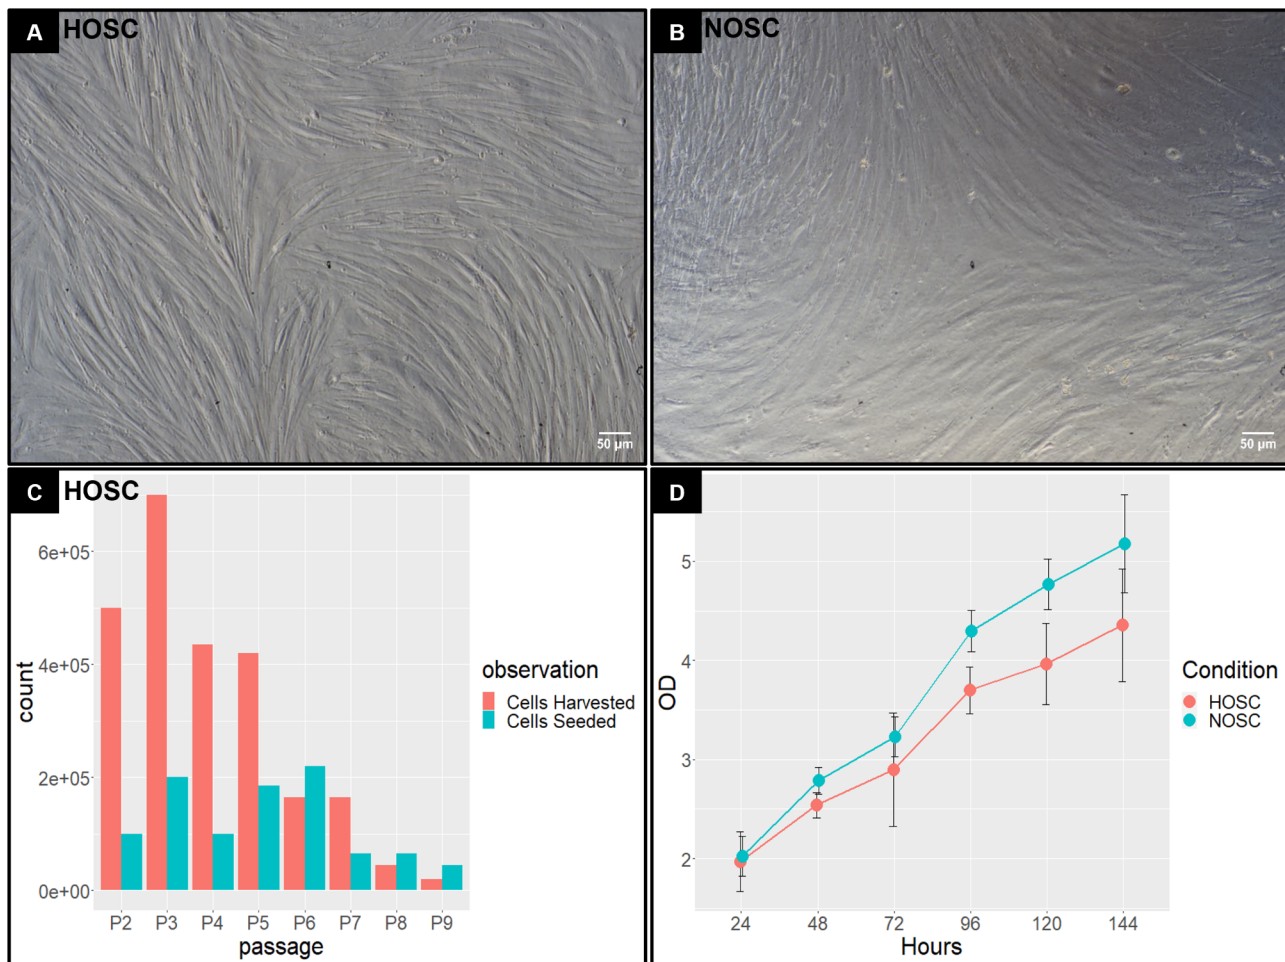 A HOSC
50 µm
B NOSC
50 µm
C HOSC
count
6e+05
4e+05
2e+05
0e+00
P2 P3 P4 P5 P6 P7 P8 P9
passage
observation
Cells Harvested
Cells Seeded
D
OD
5
4
3
2
24 48 72 96 120 144
Hours
Condition
HOSC
NOSC